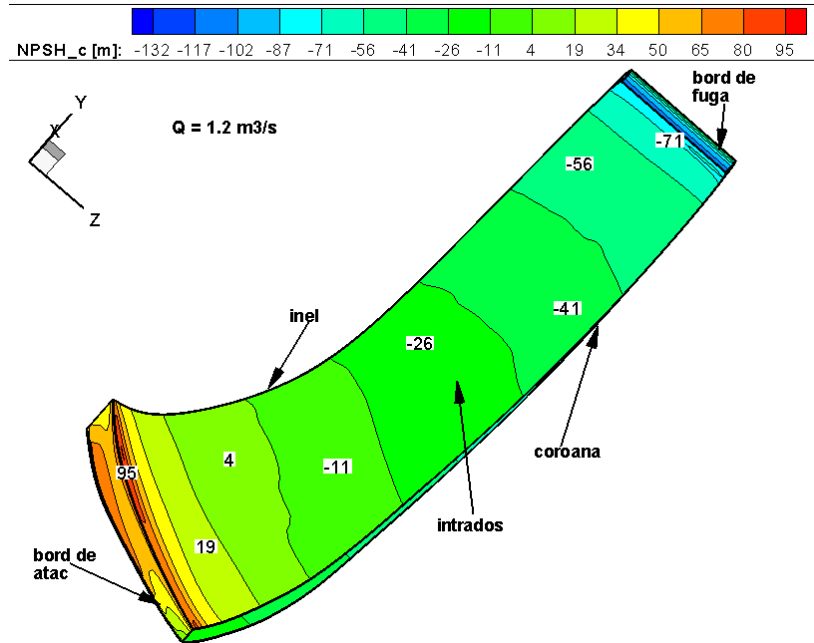 NPSH_c [m]: -132 -117 -102 -87 -71 -56 -41 -26 -11 4 19 34 50 65 80 95
bord de
fuga
Y
X
Z
Q = 1.2 m3/s
-71
-56
inel
-41
-26
coroana
4
-11
95
intrados
19
bord de
atac